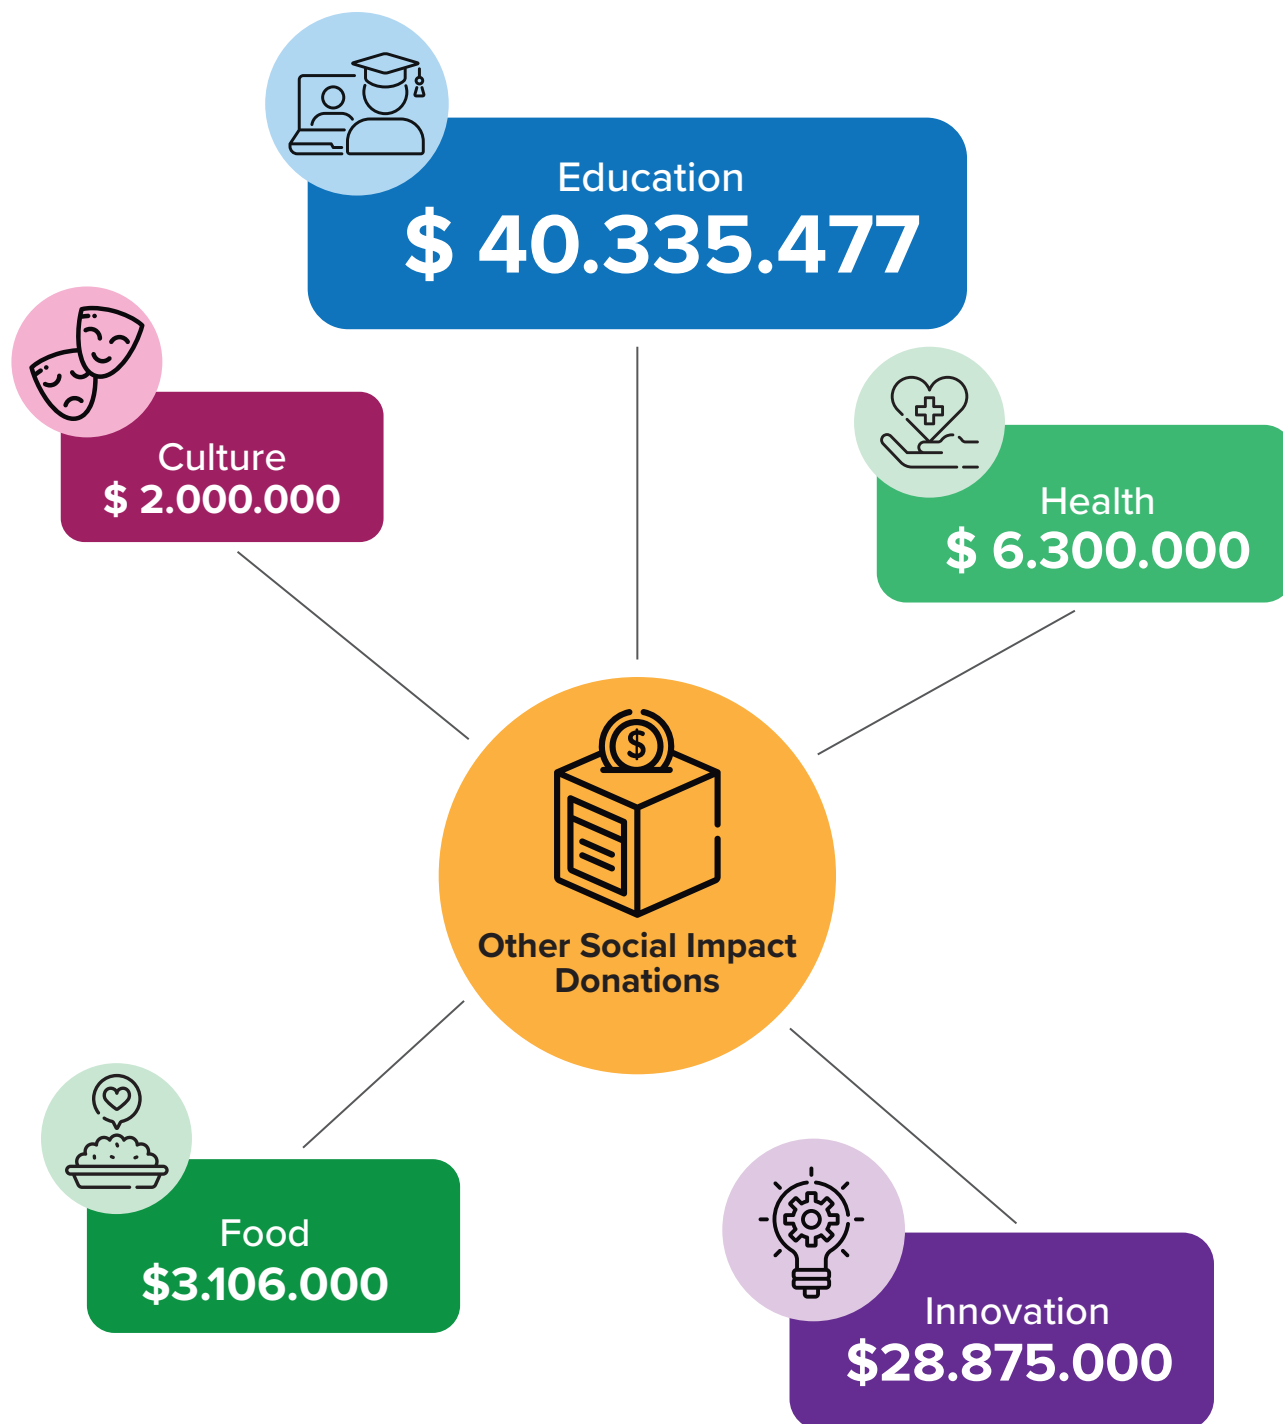 Education
$ 40.335.477
Culture
$ 2.000.000
Health
$ 6.300.000
$
Other Social Impact
Donations
Food
$3.106.000
Innovation
$28.875.000